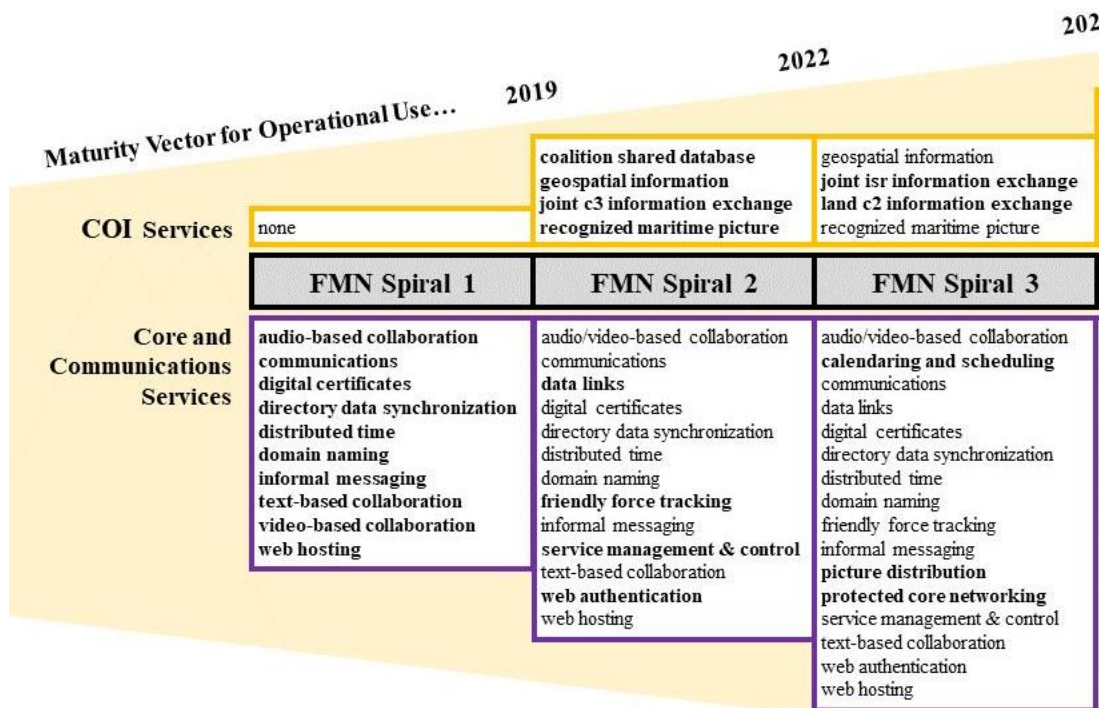 Maturity Vector for Operational Use…
2019
2022
202
COI Services
none
coalition shared database
geospatial information
joint c3 information exchange
recognized maritime picture
geospatial information
joint isr information exchange
land c2 information exchange
recognized maritime picture
FMN Spiral 1
FMN Spiral 2
FMN Spiral 3
Core and
Communications
Services
audio-based collaboration
communications
digital certificates
directory data synchronization
distributed time
domain naming
informal messaging
text-based collaboration
video-based collaboration
web hosting
audio/video-based collaboration
communications
data links
digital certificates
directory data synchronization
distributed time
domain naming
friendly force tracking
informal messaging
service management & control
text-based collaboration
web authentication
web hosting
audio/video-based collaboration
calendaring and scheduling
communications
data links
digital certificates
directory data synchronization
distributed time
domain naming
friendly force tracking
informal messaging
picture distribution
protected core networking
service management & control
text-based collaboration
web authentication
web hosting